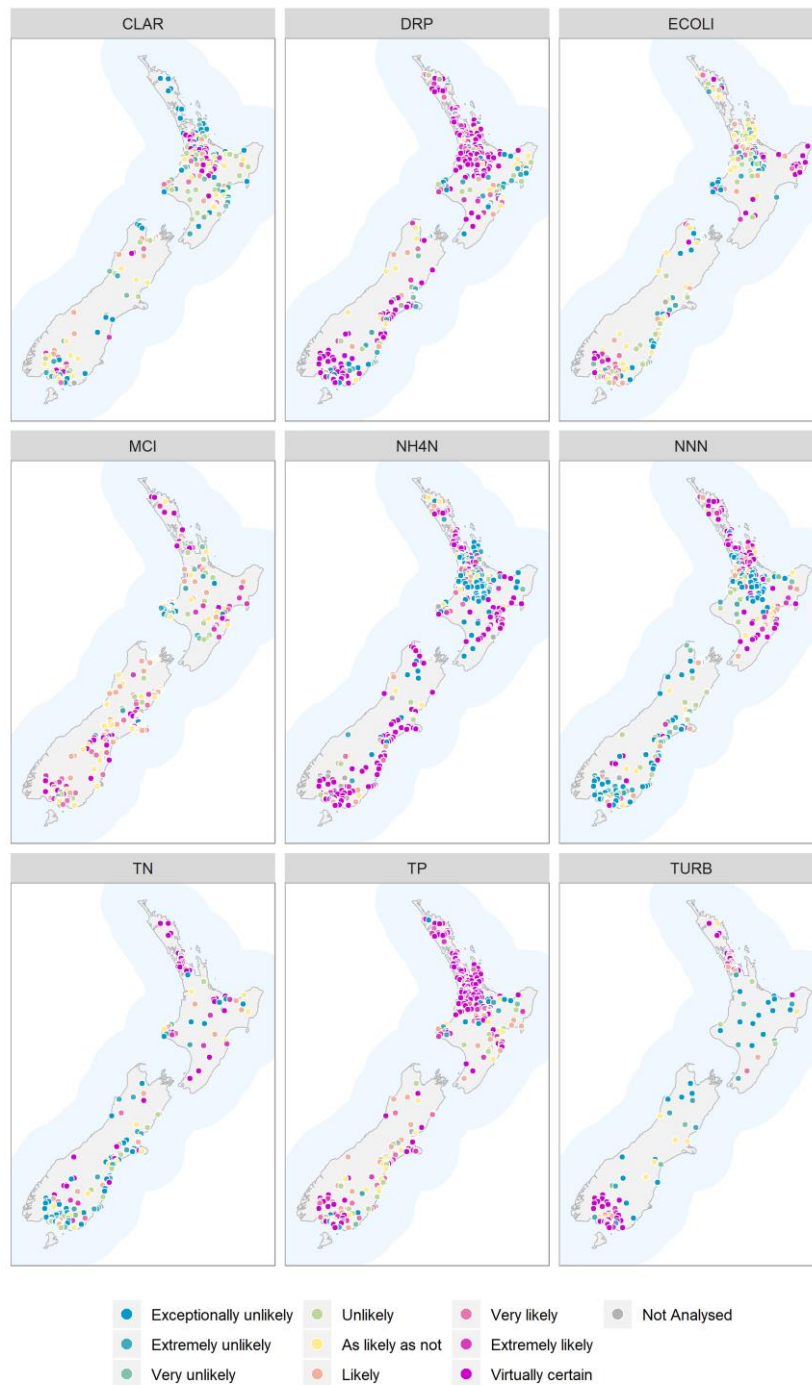 CLAR DRP ECOLI
MCI NH4N NNN
TN TP TURB
Exceptionally unlikely Unlikely Very likely Not Analysed
Extremely unlikely As likely as not Extremely likely
Very unlikely Likely Virtually certain